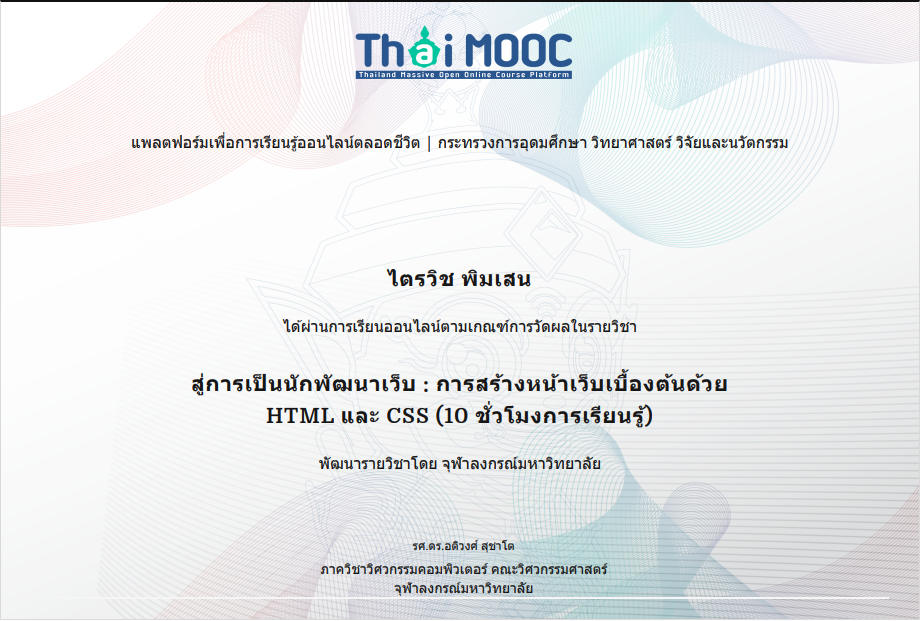 Thai MOOC
Thailand Massive Open Online Course Platform
แพลตฟอร์มเพื่อการเรียนรู้ออนไลน์ตลอดชีวิต | กระทรวงการอุดมศึกษา วิทยาศาสตร์ วิจัยและนวัตกรรม
ไตรวิช พิมเสน
ได้ผ่านการเรียนออนไลน์ตามเกณฑ์การวัดผลในรายวิชา
สู่การเป็นนักพัฒนาเว็บ : การสร้างหน้าเว็บเบื้องต้นด้วย
HTML และ CSS (10 ชั่วโมงการเรียนรู้)
พัฒนารายวิชาโดย จุฬาลงกรณ์มหาวิทยาลัย
รศ.ดร.อติวงศ์ สุชาโต
ภาควิชาวิศวกรรมคอมพิวเตอร์ คณะวิศวกรรมศาสตร์
จุฬาลงกรณ์มหาวิทยาลัย